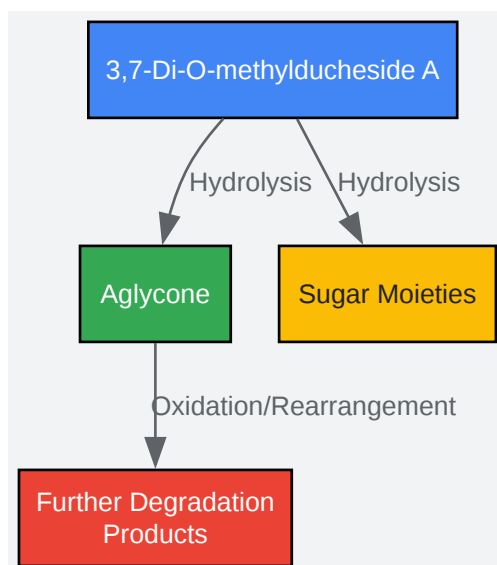 3,7-Di-O-methylducheside A
Hydrolysis
Hydrolysis
Aglycone
Sugar Moieties
Oxidation/Rearrangement
Further Degradation
Products